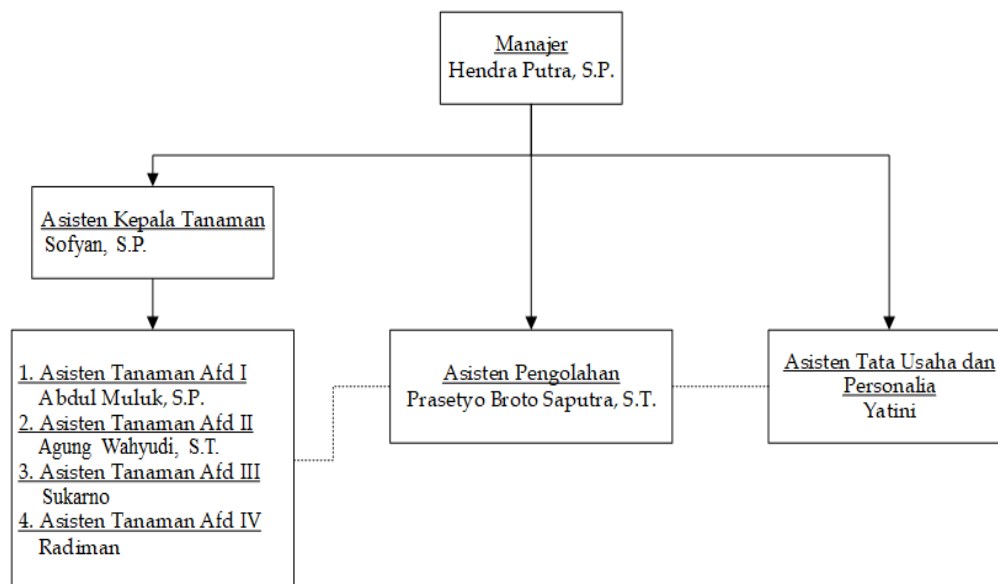 Manajer
Hendra Putra, S.P.
Asisten Kepala Tanaman
Sofyan, S.P.
1. Asisten Tanaman Afd I
Abdul Muluk, S.P.
2. Asisten Tanaman Afd II
Agung Wahyudi, S.T.
3. Asisten Tanaman Afd III
Sukarno
4. Asisten Tanaman Afd IV
Radiman
Asisten Pengolahan
Prasetyo Broto Saputra, S.T.
Asisten Tata Usaha dan
Personalia
Yatini